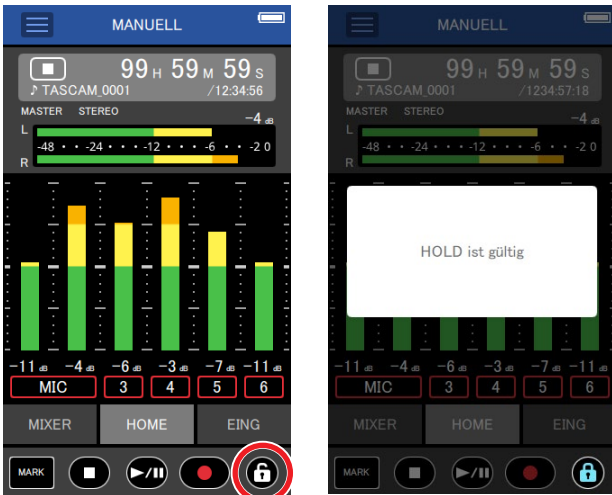 MANUELL
99 H 59 M 59 S
♪ TASCAM_0001 /12:34:56
MASTER STEREO
-4 dB
L
-48 · · -24 · · · -12 · · · -6 · · -2 0
R
-11 dB -4 dB -6 dB -3 dB -7 dB -11 dB
MIC 3 4 5 6
MIXER HOME EING
MARK
MANUELL
99 H 59 M 59 S
♪ TASCAM_0001 /1234:57:18
MASTER STEREO
-4 dB
L
-48 · · -24 · · · -12 · · · -6 · · -2 0
R
HOLD ist gültig
-11 dB -4 dB -6 dB -3 dB -7 dB -11 dB
MIC 3 4 5 6
MIXER HOME EING
MARK